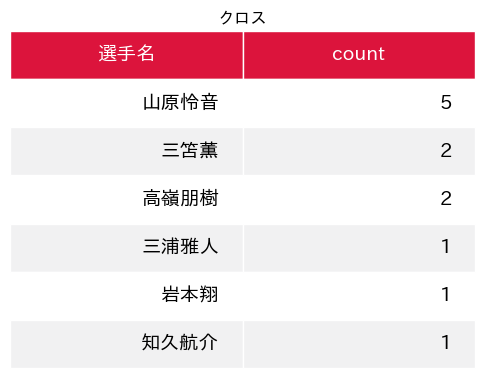 クロス
選手名 count
山原怜音 5
三笘薫 2
高嶺朋樹 2
三浦雅人 1
岩本翔 1
知久航介 1